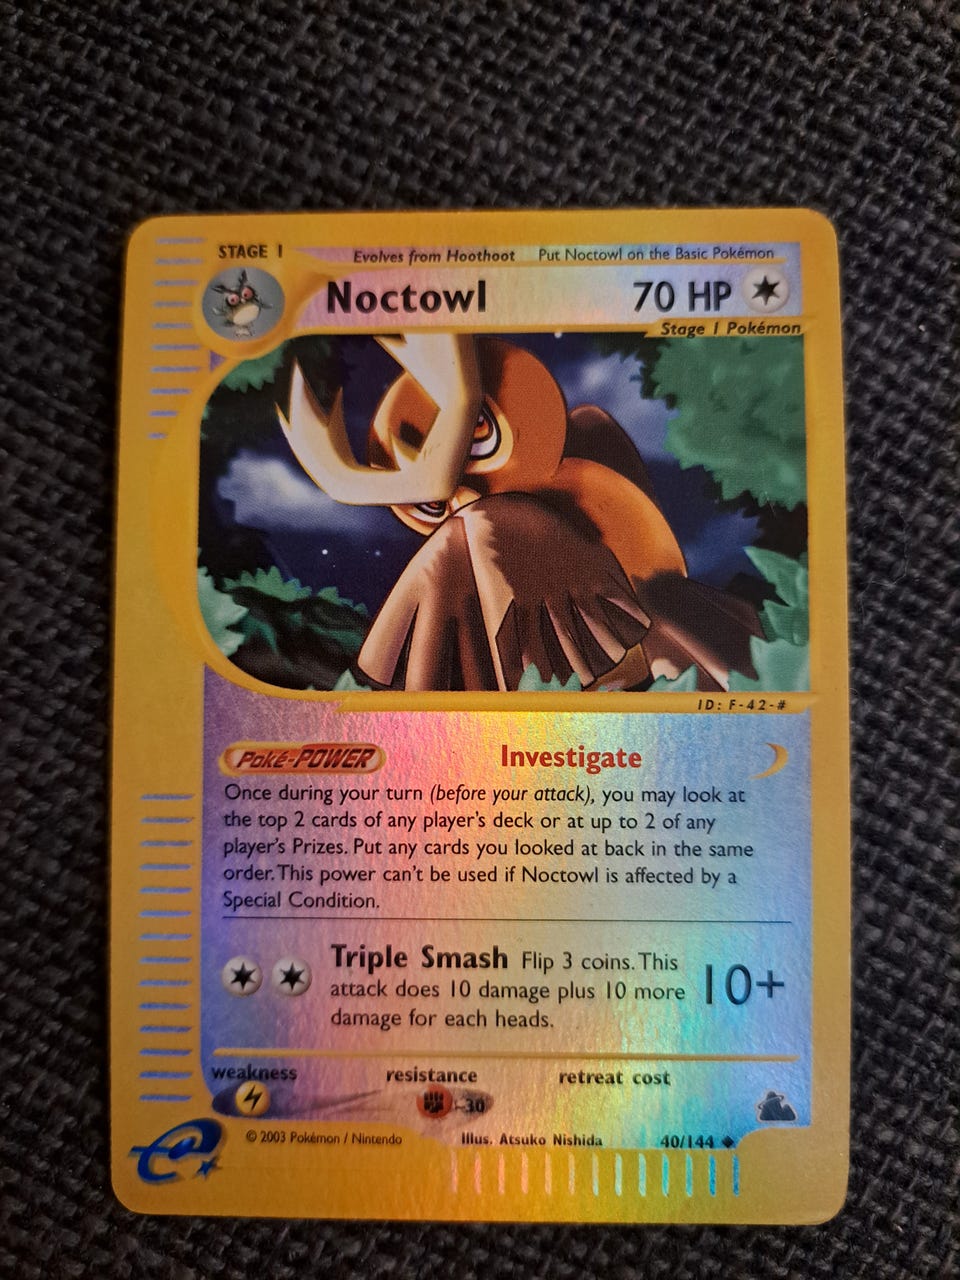 STAGE 1 Evolves from Hoothoot Put Noctowl on the Basic Pokémon
Noctowl 70 HP
Stage 1 Pokémon
ID: F-42-#
Poké-POWER Investigate
Once during your turn (before your attack), you may look at
the top 2 cards of any player's deck or at up to 2 of any
player's Prizes. Put any cards you looked at back in the same
order. This power can't be used if Noctowl is affected by a
Special Condition.
Triple Smash Flip 3 coins. This
attack does 10 damage plus 10 more
damage for each heads.
10+
weakness resistance retreat cost
-30
e
© 2003 Pokémon / Nintendo Illus. Atsuko Nishida 40/144